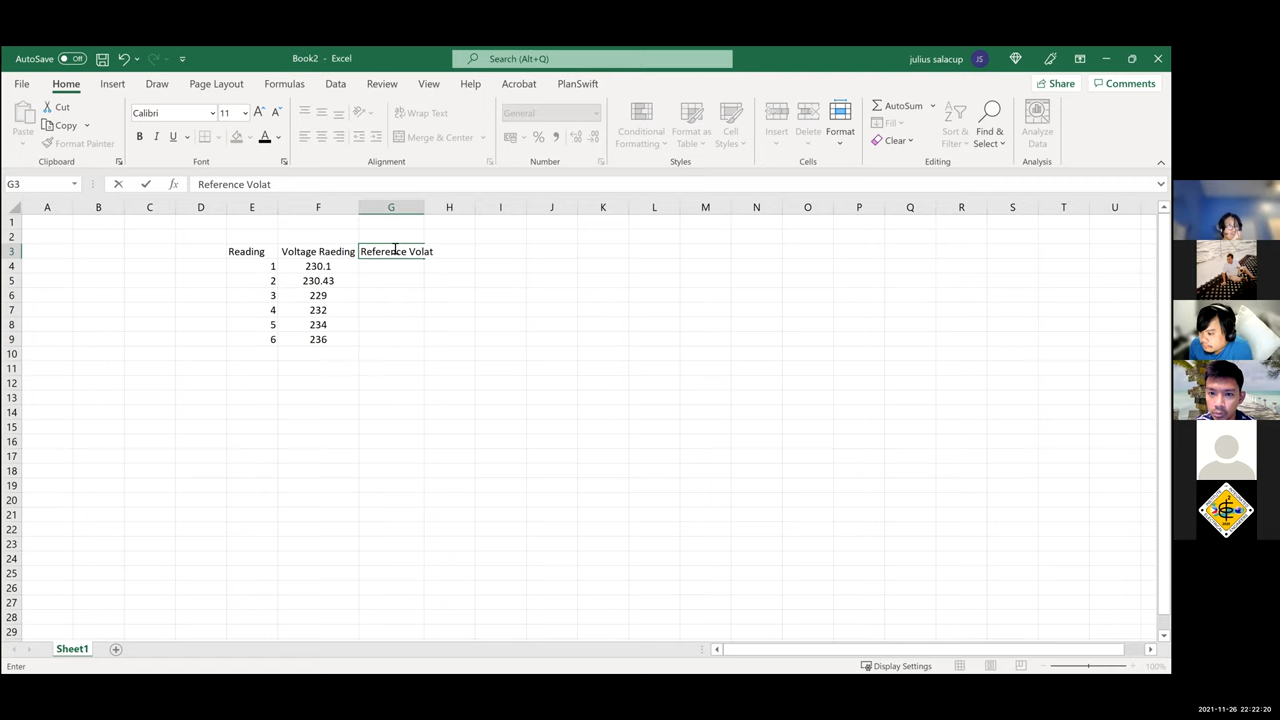 AutoSave Off Book2 - Excel Search (Alt+Q) julius salacup JS
File Home Insert Draw Page Layout Formulas Data Review View Help Acrobat PlanSwift Share Comments
Cut Calibri 11 A^ A˅ Wrap Text General AutoSum
Paste Copy Conditional Format as Cell Insert Delete Format Fill Sort & Find & Analyze
Format Painter B I U A Merge & Center % , Formatting Table Styles Clear Filter Select Data
Clipboard Font Alignment Number Styles Cells Editing Analysis
G3 fx Reference Volat
A B C D E F G H I J K L M N O P Q R S T U
1
2
3 Reading Voltage Raeding Reference Volat
4 1 230.1
5 2 230.43
6 3 229
7 4 232
8 5 234
9 6 236
10
11
12
13
14
15
16
17
18
19
20
21
22
23
24
25
26
27
28
29
Sheet1
Enter Display Settings 100%
2021-11-26 22:22:20